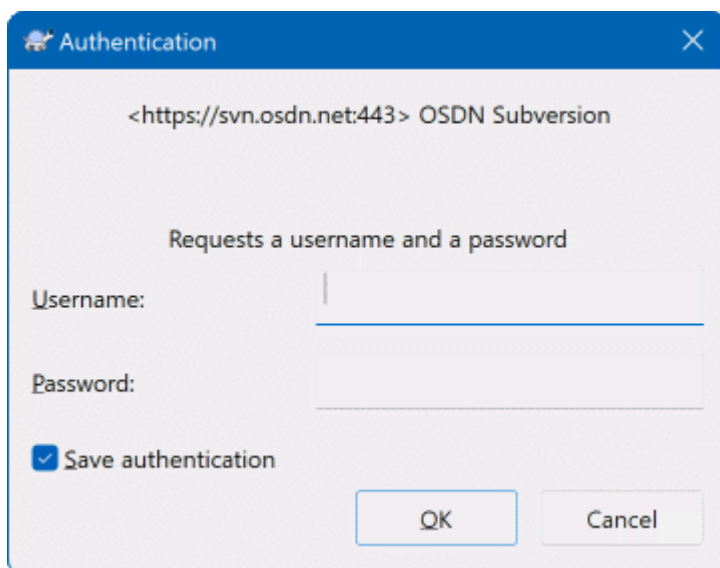 Authentication
<https://svn.osdn.net:443> OSDN Subversion
Requests a username and a password
Username:
Password:
Save authentication
OK Cancel